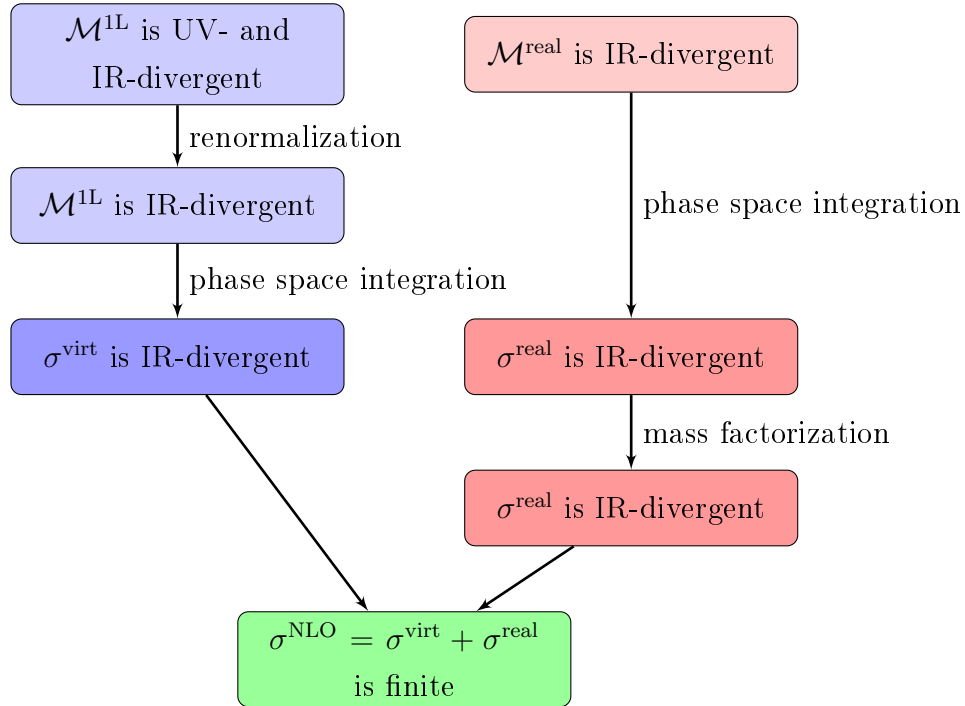 ℳ^1L is UV- and
IR-divergent
renormalization
ℳ^1L is IR-divergent
phase space integration
σ^virt is IR-divergent
ℳ^real is IR-divergent
phase space integration
σ^real is IR-divergent
mass factorization
σ^real is IR-divergent
σ^NLO = σ^virt + σ^real
is finite